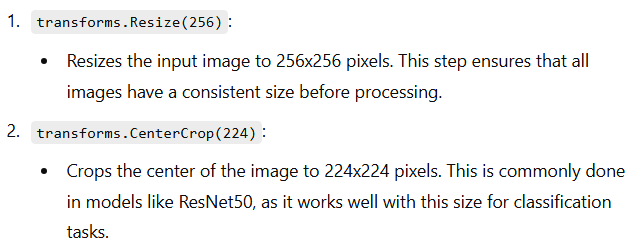 1. transforms.Resize(256):
• Resizes the input image to 256x256 pixels. This step ensures that all
images have a consistent size before processing.
2. transforms.CenterCrop(224):
• Crops the center of the image to 224x224 pixels. This is commonly done
in models like ResNet50, as it works well with this size for classification
tasks.